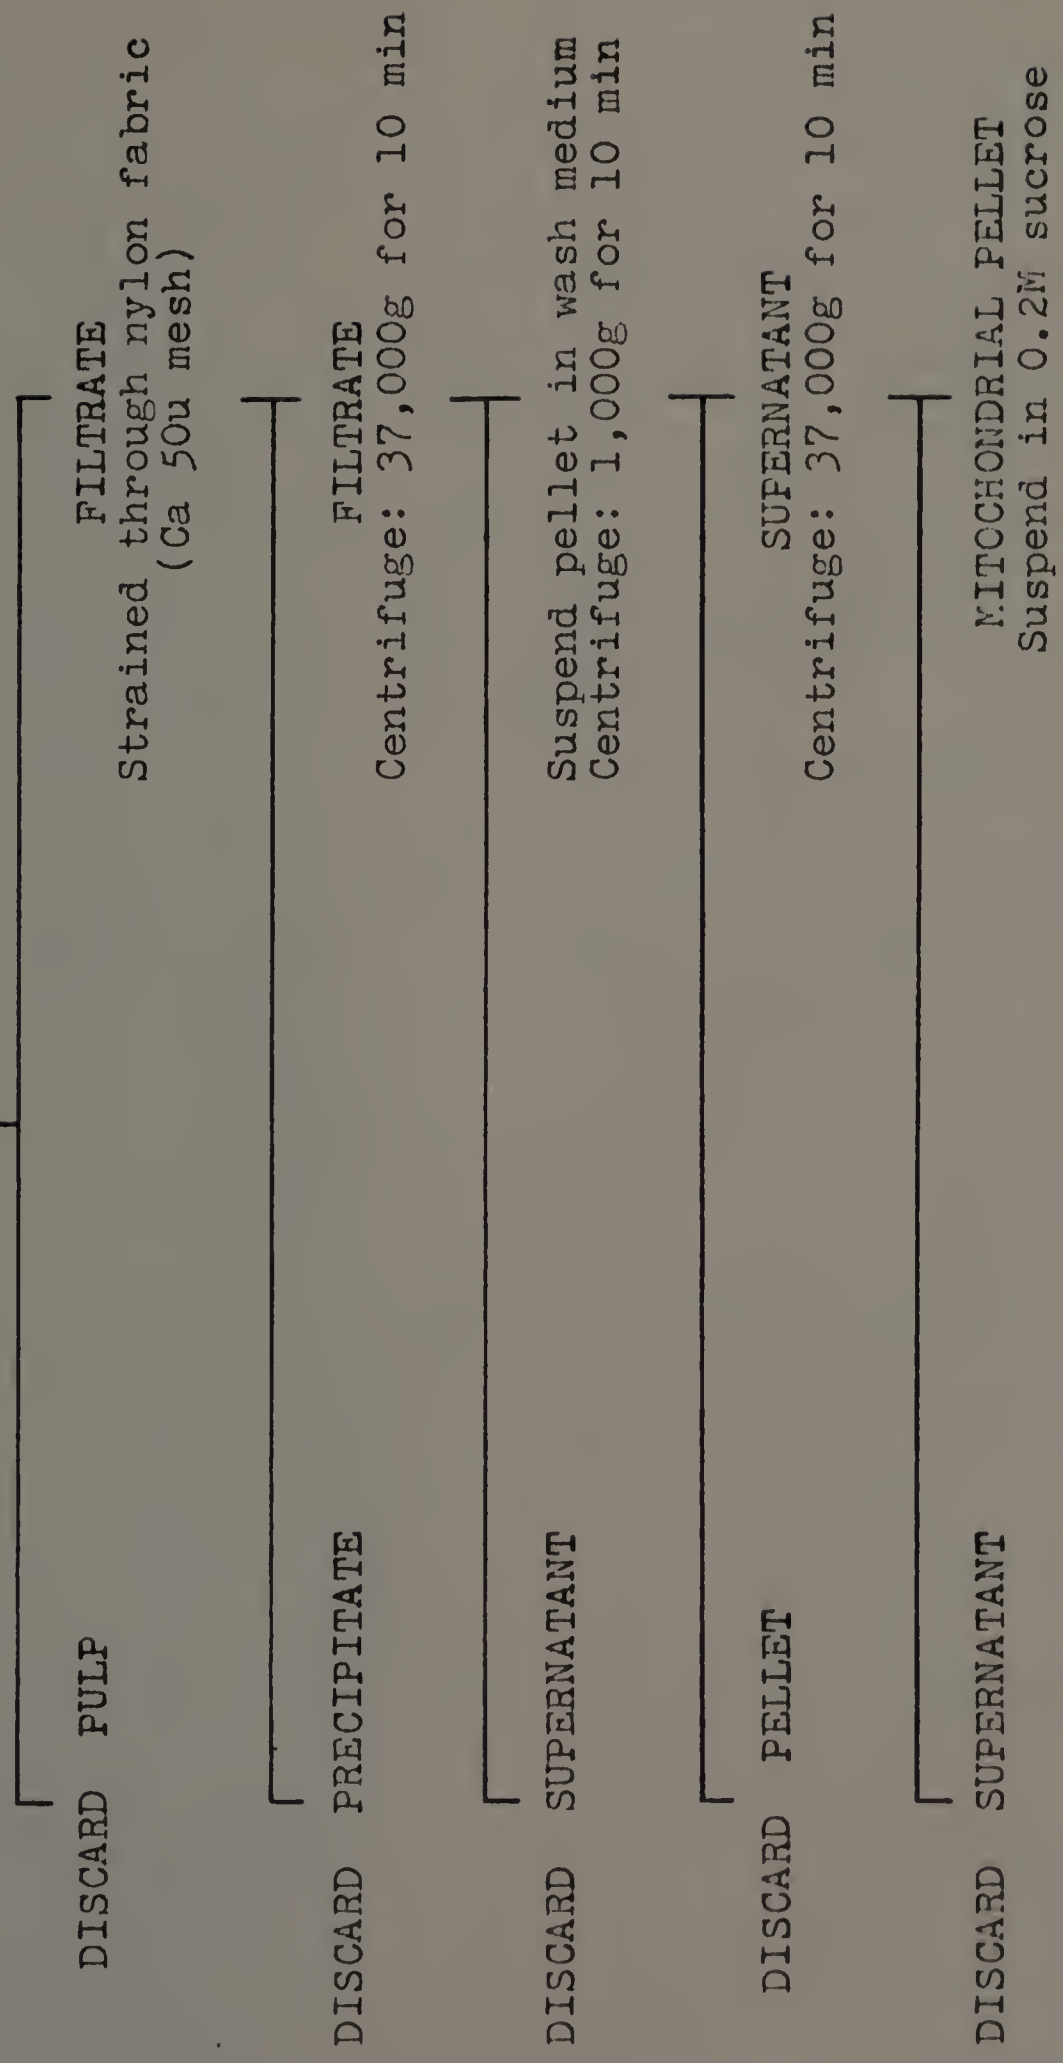 DISCARD PULP
FILTRATE
Strained through nylon fabric
(Ca 50u mesh)
DISCARD PRECIPITATE
FILTRATE
Centrifuge: 37,000g for 10 min
DISCARD SUPERNATANT
Suspend pellet in wash medium
Centrifuge: 1,000g for 10 min
DISCARD PELLET
SUPERNATANT
Centrifuge: 37,000g for 10 min
DISCARD SUPERNATANT
MITOCHONDRIAL PELLET
Suspend in 0.2M sucrose